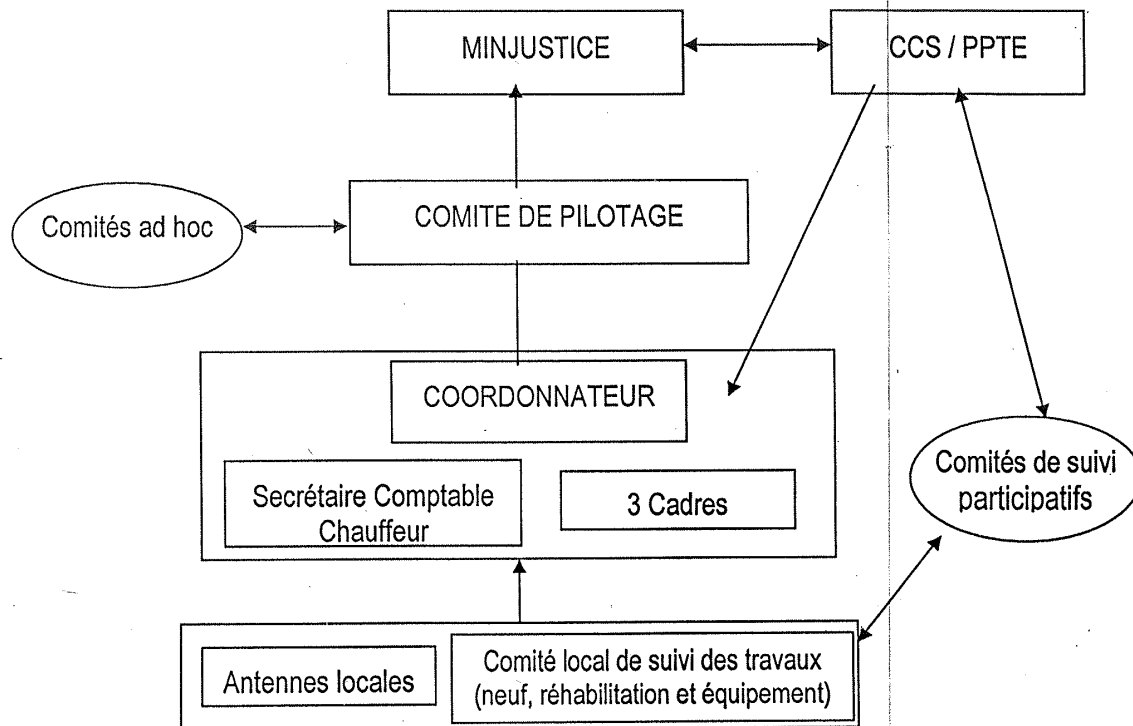 MINJUSTICE
CCS / PPTE
Comités ad hoc
COMITE DE PILOTAGE
COORDONNATEUR
Secrétaire Comptable
Chauffeur
3 Cadres
Comités de suivi
participatifs
Antennes locales
Comité local de suivi des travaux
(neuf, réhabilitation et équipement)